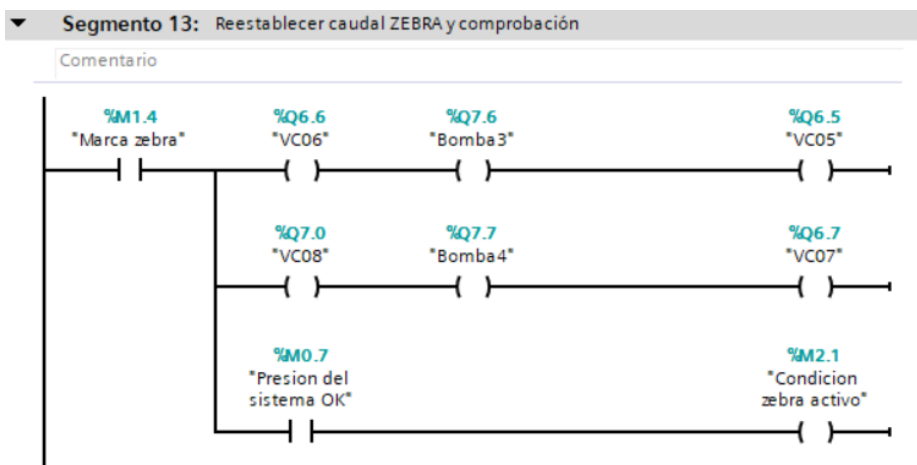 Segmento 13: Reestablecer caudal ZEBRA y comprobación
Comentario
%M1.4 %Q6.6 %Q7.6 %Q6.5
"Marca zebra" "VC06" "Bomba3" "VC05"
%Q7.0 %Q7.7 %Q6.7
"VC08" "Bomba4" "VC07"
%M0.7 %M2.1
"Presion del "Condicion
sistema OK" zebra activo"